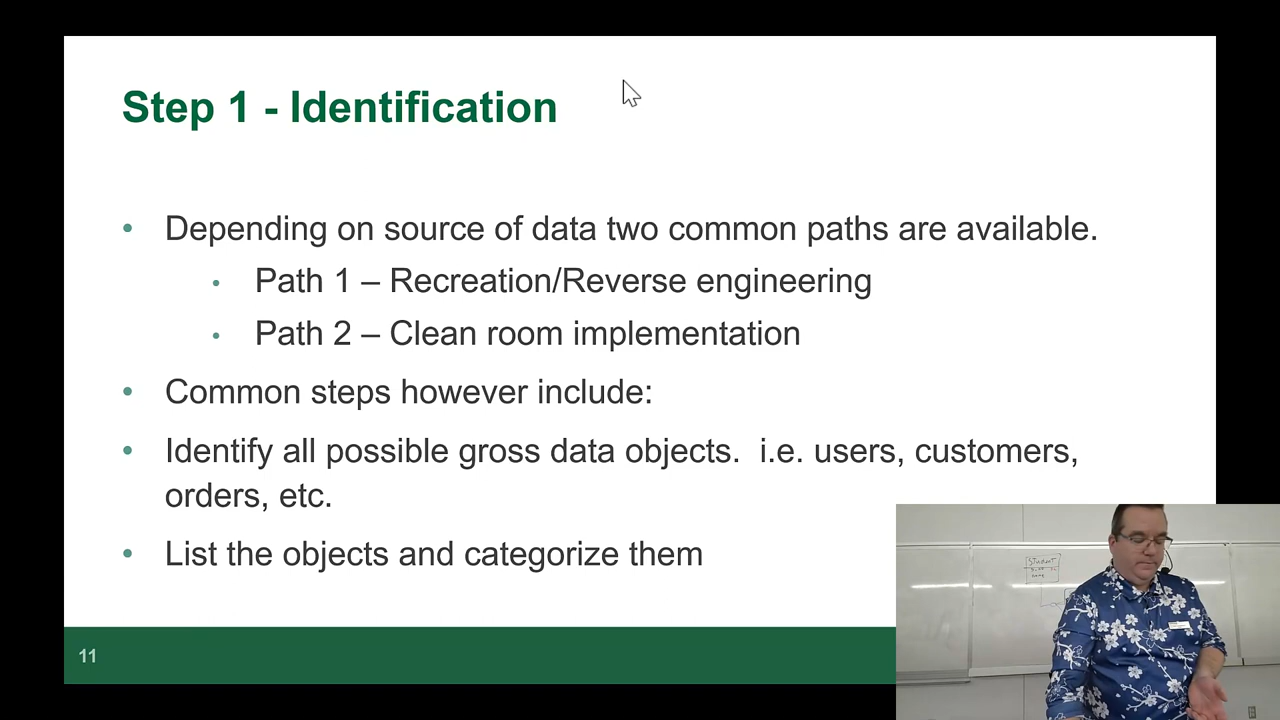 Step 1 - Identification
• Depending on source of data two common paths are available.
• Path 1 – Recreation/Reverse engineering
• Path 2 – Clean room implementation
• Common steps however include:
• Identify all possible gross data objects.  i.e. users, customers,
orders, etc.
• List the objects and categorize them
11
STUDENT